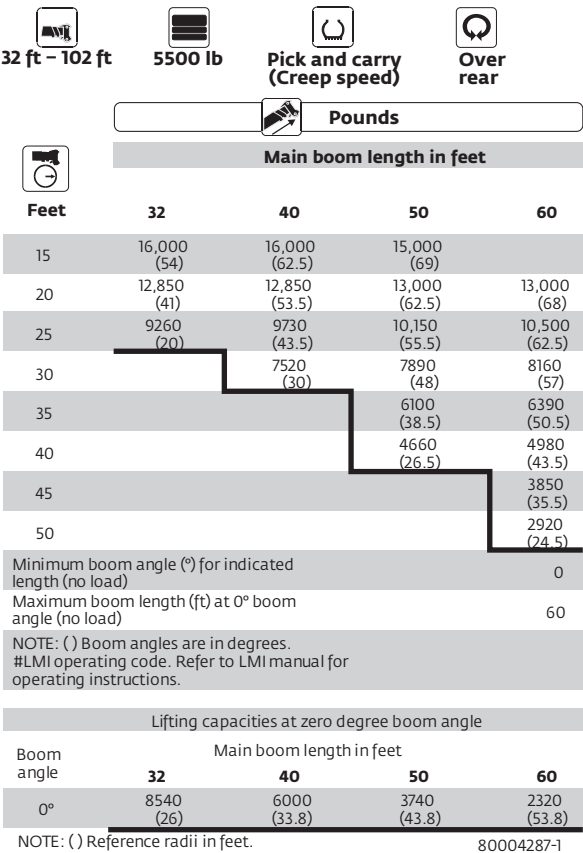 32 ft – 102 ft 5500 lb Pick and carry (Creep speed) Over rear
Pounds
Main boom length in feet
Feet 32 40 50 60
15 16,000 (54) 16,000 (62.5) 15,000 (69)
20 12,850 (41) 12,850 (53.5) 13,000 (62.5) 13,000 (68)
25 9260 (20) 9730 (43.5) 10,150 (55.5) 10,500 (62.5)
30 7520 (30) 7890 (48) 8160 (57)
35 6100 (38.5) 6390 (50.5)
40 4660 (26.5) 4980 (43.5)
45 3850 (35.5)
50 2920 (24.5)
Minimum boom angle (º) for indicated
length (no load) 0
Maximum boom length (ft) at 0º boom
angle (no load) 60
NOTE: ( ) Boom angles are in degrees.
#LMI operating code. Refer to LMI manual for
operating instructions.
Lifting capacities at zero degree boom angle
Boom angle Main boom length in feet
32 40 50 60
0º 8540 (26) 6000 (33.8) 3740 (43.8) 2320 (53.8)
NOTE: ( ) Reference radii in feet. 80004287-1